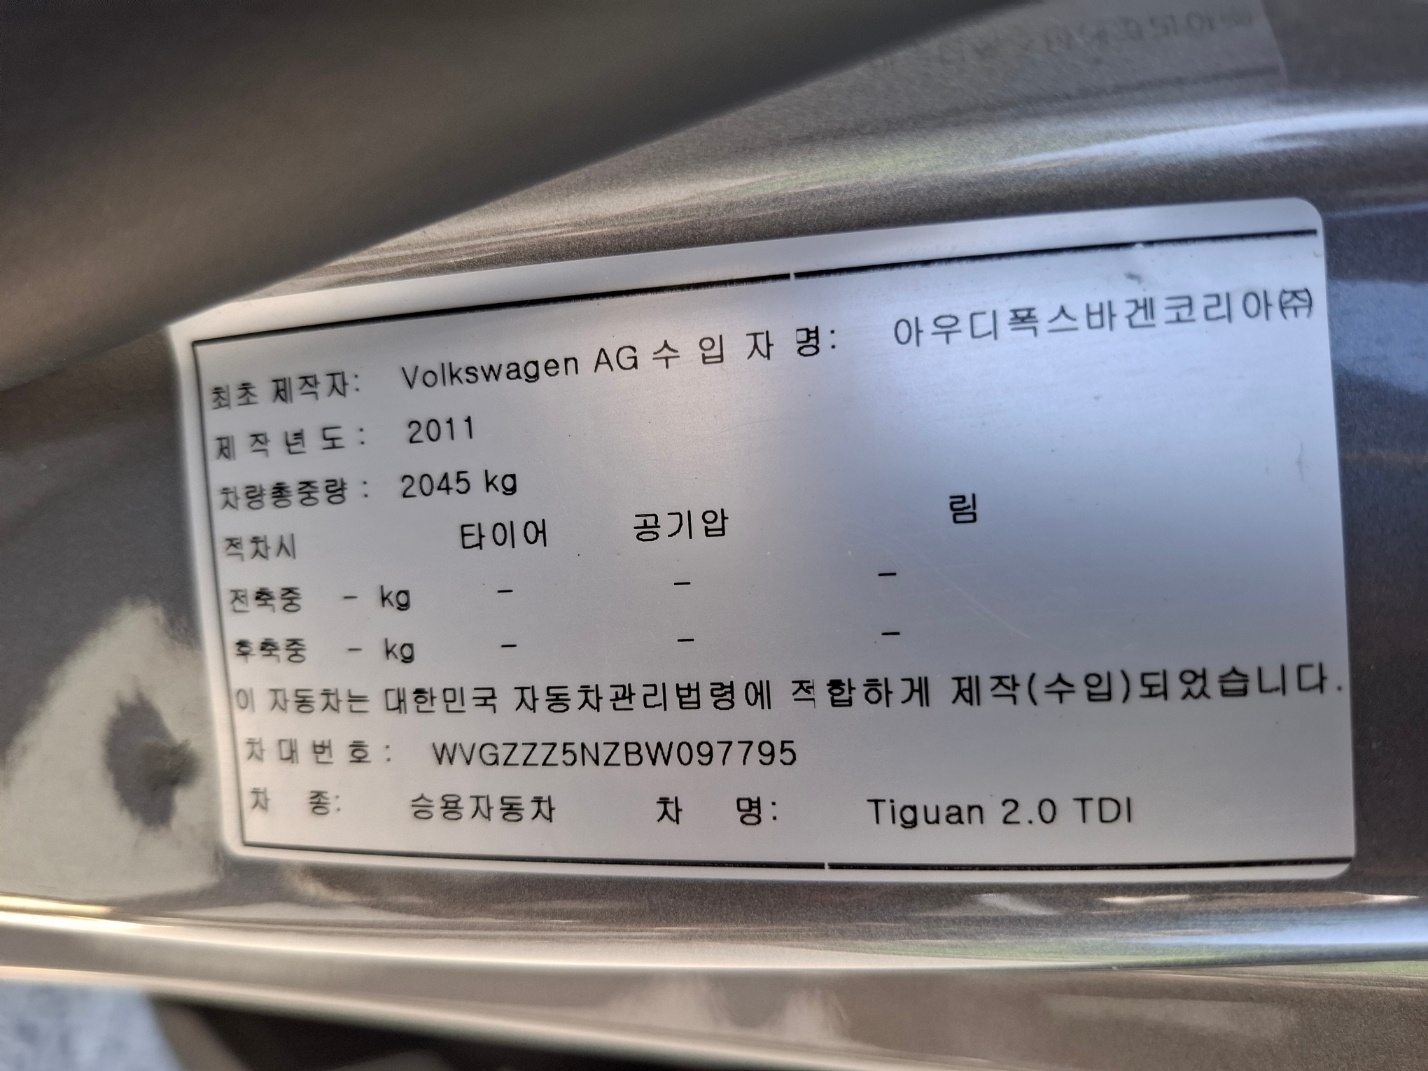 최초 제작자: Volkswagen AG 수 입 자 명: 아우디폭스바겐코리아㈜
제 작 년 도 : 2011
차량총중량 : 2045 kg
적차시 타이어 공기압 림
전축중 - kg - - -
후축중 - kg - - -
이 자동차는 대한민국 자동차관리법령에 적합하게 제작(수입)되었습니다.
차 대 번 호 : WVGZZZ5NZBW097795
차 종: 승용자동차 차 명: Tiguan 2.0 TDI